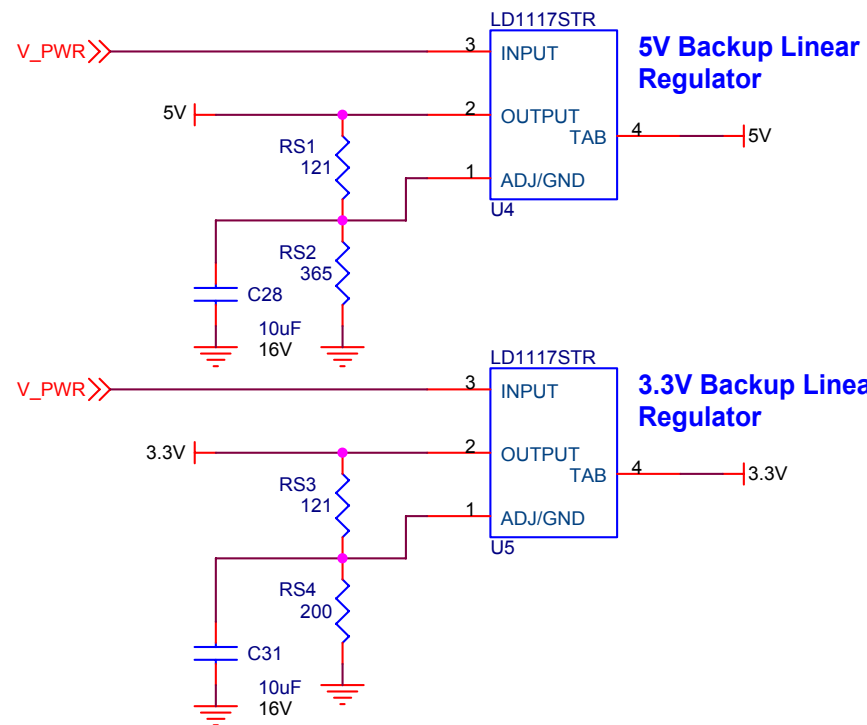 LD1117STR
5V Backup Linear
Regulator
V_PWR
3
INPUT
5V
2
OUTPUT
TAB
4
5V
RS1
121
1
ADJ/GND
U4
RS2
365
C28
10uF
16V
LD1117STR
3.3V Backup Linea
Regulator
V_PWR
3
INPUT
3.3V
2
OUTPUT
TAB
4
3.3V
RS3
121
1
ADJ/GND
U5
RS4
200
C31
10uF
16V